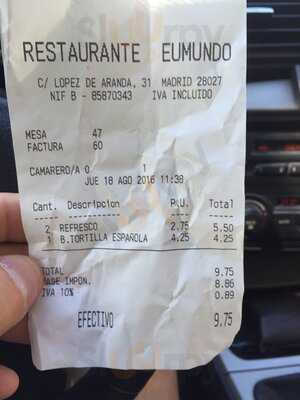 RESTAURANTE EUMUNDO
C/ LOPEZ DE ARANDA, 31 MADRID 28027
NIF B - 85870343 IVA INCLUIDO
MESA 47
FACTURA 60
CAMARERO/A 0 1
JUE 18 AGO 2016 11:38
Cant. Descripcion P.U. Total
2 REFRESCO 2.75 5.50
1 B.TORTILLA ESPAÑOLA 4.25 4.25
TOTAL 9.75
BASE IMPON. 8.86
IVA 10% 0.89
EFECTIVO 9.75